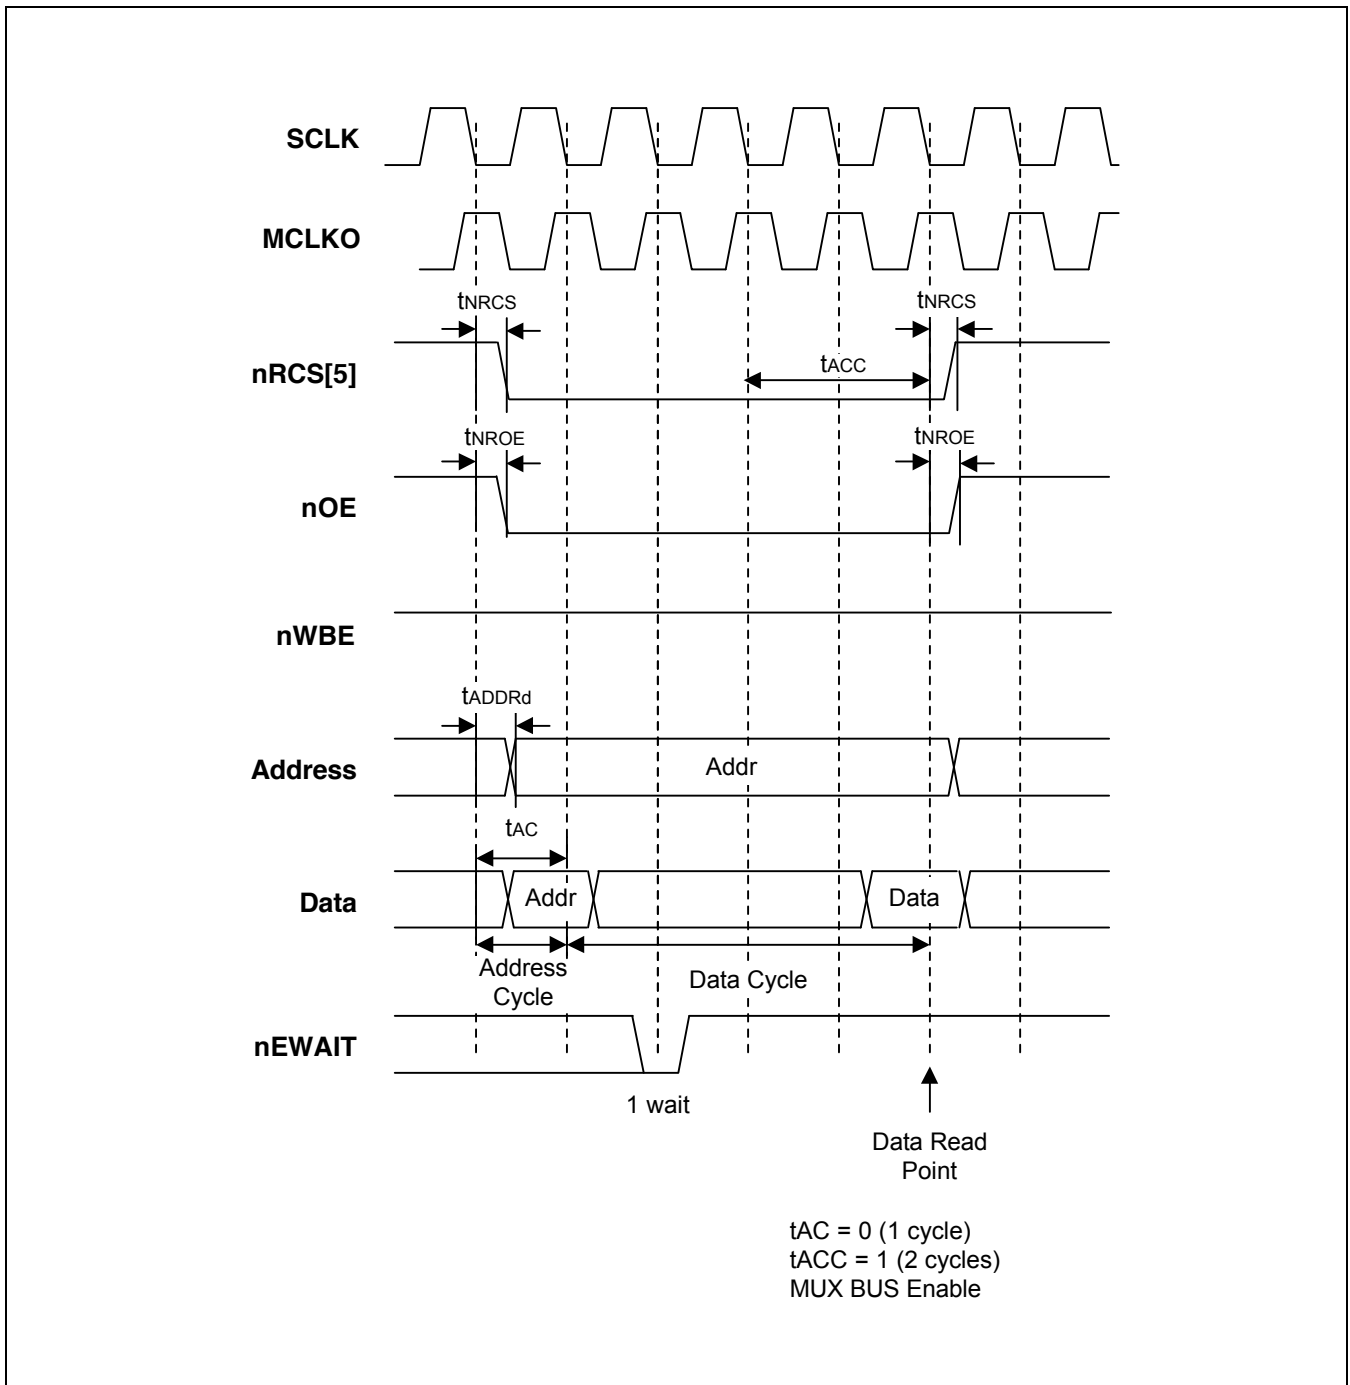 SCLK
MCLKO
tNRCS
tNRCS
nRCS[5]
tACC
tNROE
tNROE
nOE
nWBE
tADDRd
Address
Addr
tAC
Data
Addr
Data
Address
Cycle
Data Cycle
nEWAIT
1 wait
Data Read
Point
tAC = 0 (1 cycle)
tACC = 1 (2 cycles)
MUX BUS Enable